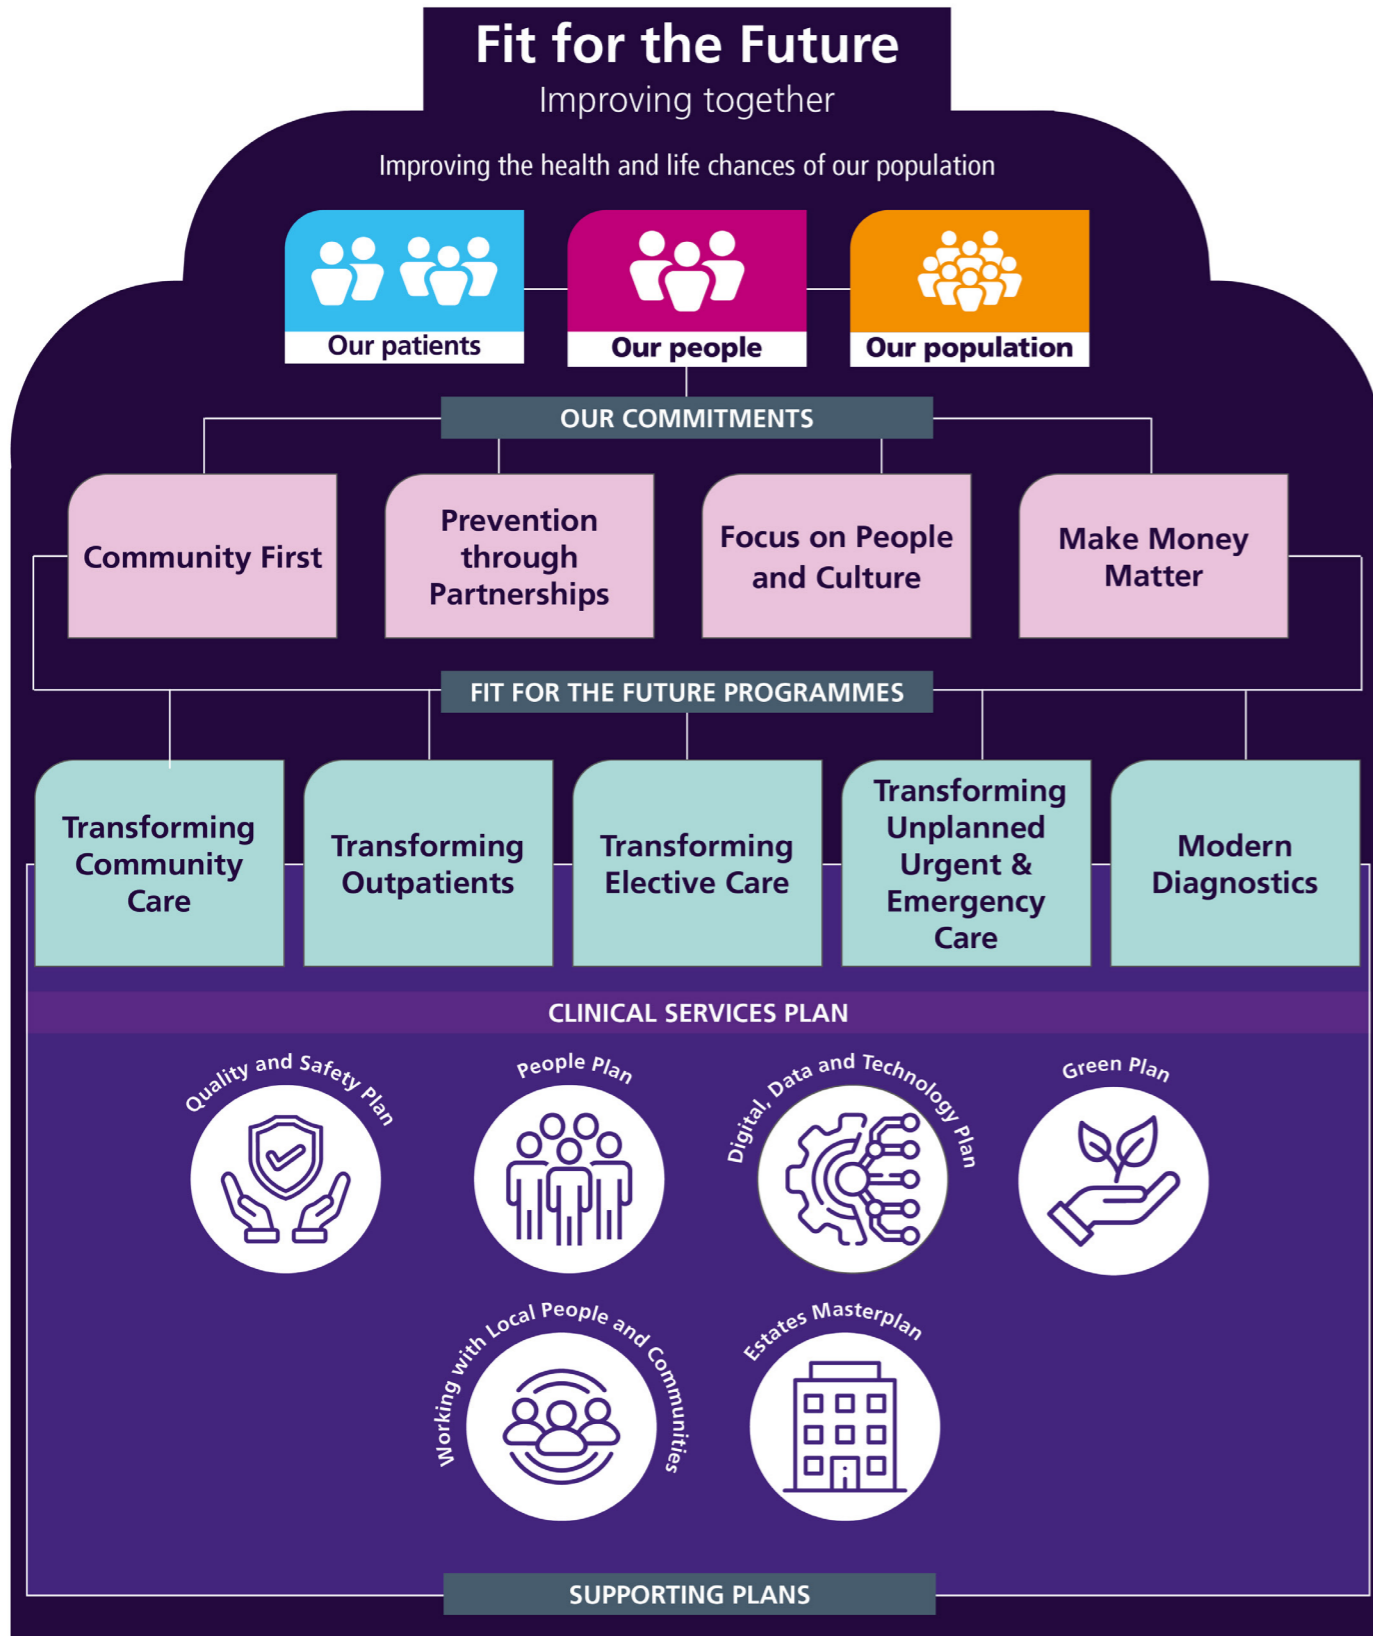 Fit for the Future
Improving together
Improving the health and life chances of our population
Our patients
Our people
Our population
OUR COMMITMENTS
Community First
Prevention
through
Partnerships
Focus on People
and Culture
Make Money
Matter
FIT FOR THE FUTURE PROGRAMMES
Transforming
Community
Care
Transforming
Outpatients
Transforming
Elective Care
Transforming
Unplanned
Urgent &
Emergency
Care
Modern
Diagnostics
CLINICAL SERVICES PLAN
Quality and Safety Plan
People Plan
Digital, Data and Technology Plan
Green Plan
Working with Local People and Communities
Estates Masterplan
SUPPORTING PLANS